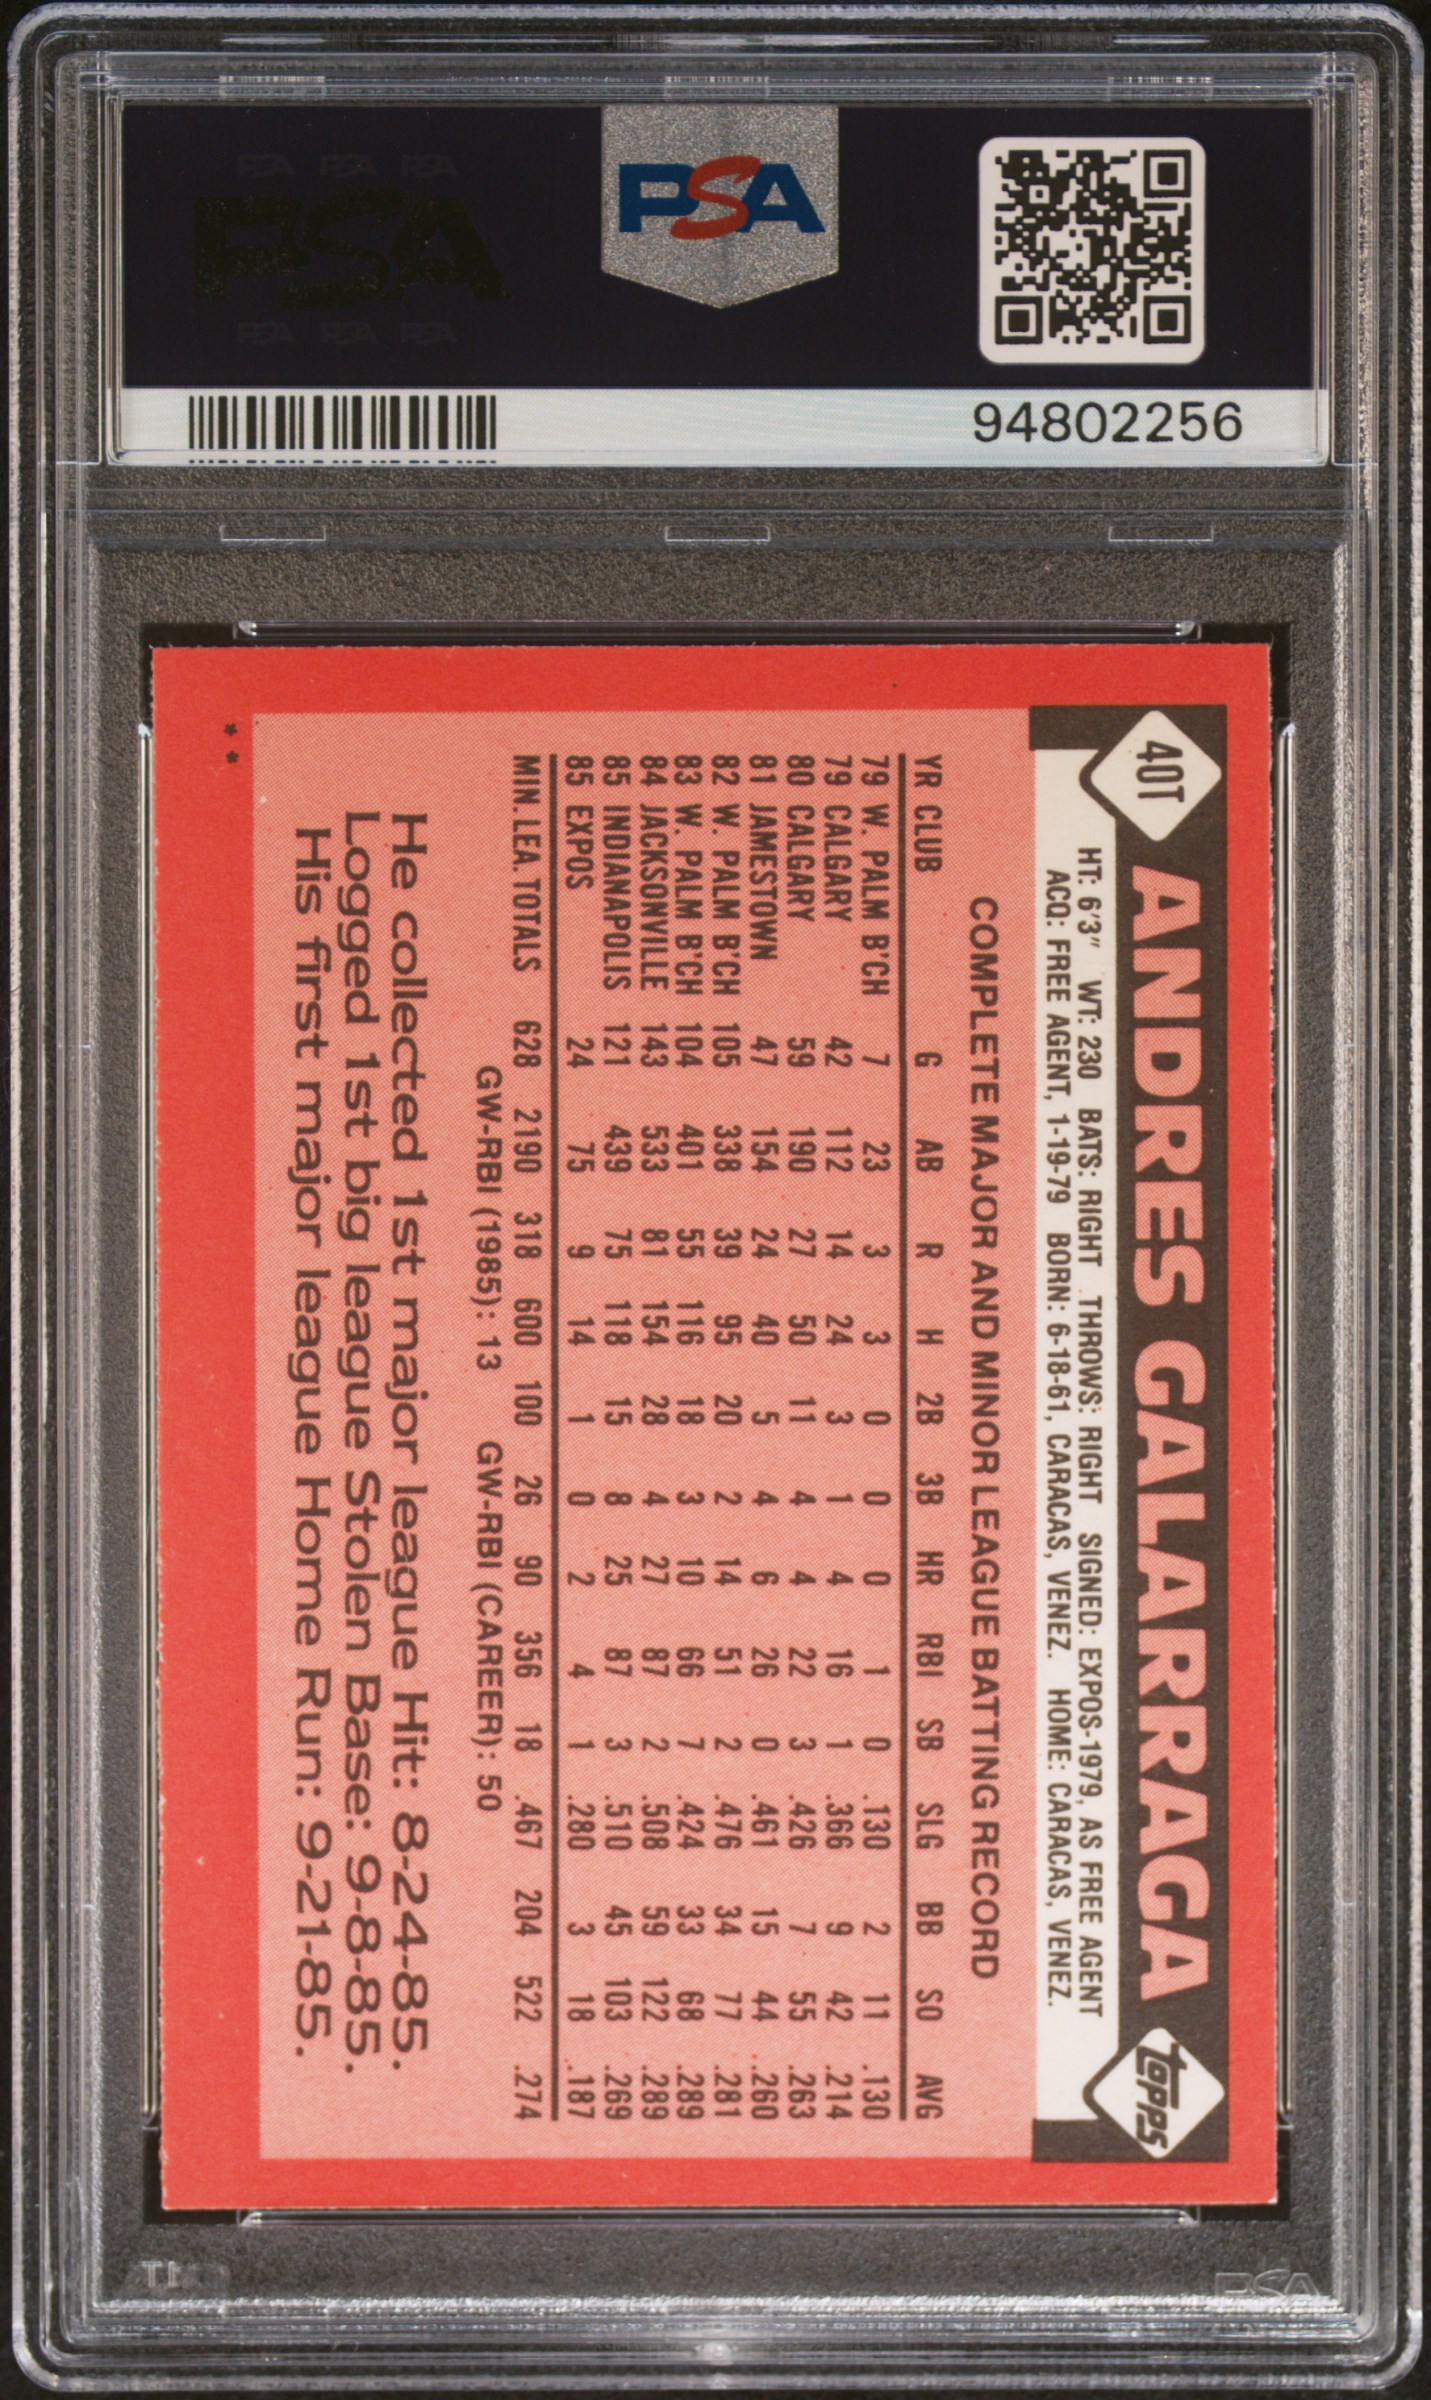 PSA PSA PSA
PSA
PSA PSA PSA
PSA
94802256
40T
ANDRES GALARRAGA
topps
HT: 6'3" WT: 230 BATS: RIGHT THROWS: RIGHT SIGNED: EXPOS-1979, AS FREE AGENT
ACQ: FREE AGENT, 1-19-79 BORN: 6-18-61, CARACAS, VENEZ. HOME: CARACAS, VENEZ.
COMPLETE MAJOR AND MINOR LEAGUE BATTING RECORD
YR CLUB G AB R H 2B 3B HR RBI SB SLG BB SO AVG
79 W. PALM B'CH 7 23 3 3 0 0 0 1 0 .130 2 11 .130
79 CALGARY 42 112 14 24 3 1 4 16 1 .366 9 42 .214
80 CALGARY 59 190 27 50 11 4 4 22 3 .426 7 55 .263
81 JAMESTOWN 47 154 24 40 5 4 6 26 0 .461 15 44 .260
82 W. PALM B'CH 105 338 39 95 20 2 14 51 2 .476 34 77 .281
83 W. PALM B'CH 104 401 55 116 18 3 10 66 7 .424 33 68 .289
84 JACKSONVILLE 143 533 81 154 28 4 27 87 2 .508 59 122 .289
85 INDIANAPOLIS 121 439 75 118 15 8 25 87 3 .510 45 103 .269
85 EXPOS 24 75 9 14 1 0 2 4 1 .280 3 18 .187
MIN. LEA. TOTALS 628 2190 318 600 100 26 90 356 18 .467 204 522 .274
GW-RBI (1985): 13 GW-RBI (CAREER): 50
He collected 1st major league Hit: 8-24-85.
Logged 1st big league Stolen Base: 9-8-85.
His first major league Home Run: 9-21-85.
**
PSA